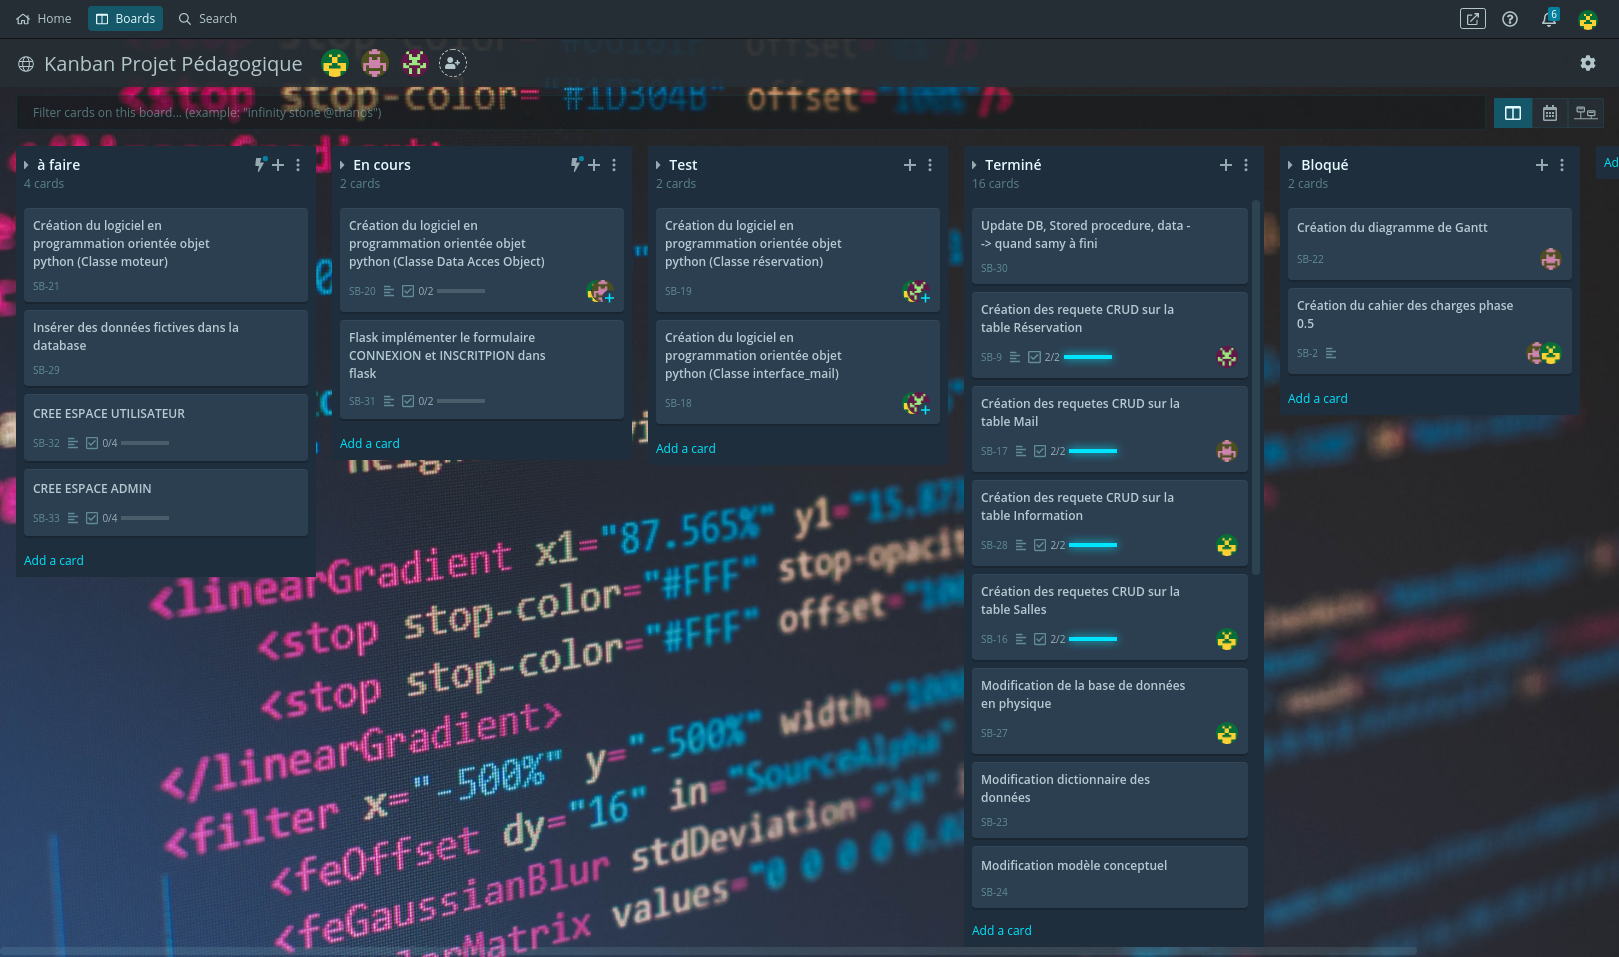 Home
Boards
Search
6
Kanban Projet Pédagogique
Filter cards on this board... (example: "infinity stone @thanos")
à faire
4 cards
Création du logiciel en
programmation orientée objet
python (Classe moteur)
SB-21
Insérer des données fictives dans la
database
SB-29
CREE ESPACE UTILISATEUR
SB-32 0/4
CREE ESPACE ADMIN
SB-33 0/4
Add a card
En cours
2 cards
Création du logiciel en
programmation orientée objet
python (Classe Data Acces Object)
SB-20 0/2
Flask implémenter le formulaire
CONNEXION et INSCRITPION dans
flask
SB-31 0/2
Add a card
Test
2 cards
Création du logiciel en
programmation orientée objet
python (Classe réservation)
SB-19
Création du logiciel en
programmation orientée objet
python (Classe interface_mail)
SB-18
Add a card
Terminé
16 cards
Update DB, Stored procedure, data -
-> quand samy à fini
SB-30
Création des requete CRUD sur la
table Réservation
SB-9 2/2
Création des requetes CRUD sur la
table Mail
SB-17 2/2
Création des requete CRUD sur la
table Information
SB-28 2/2
Création des requetes CRUD sur la
table Salles
SB-16 2/2
Modification de la base de données
en physique
SB-27
Modification dictionnaire des
données
SB-23
Modification modèle conceptuel
SB-24
Add a card
Bloqué
2 cards
Création du diagramme de Gantt
SB-22
Création du cahier des charges phase
0.5
SB-2
Add a card
Ad
<stop stop-color="#1D304B" offset="100%"/>
<linearGradient x1="87.565%" y1="15.873
<stop stop-color="#FFF" stop-opacit
<stop stop-color="#FFF" offset="100
</linearGradient>
<filter x="-500%" y="-500%" width="100
<feOffset dy="16" in="SourceAlpha"
<feGaussianBlur stdDeviation="24"
lorMatrix values="0 0 0 0 0.0